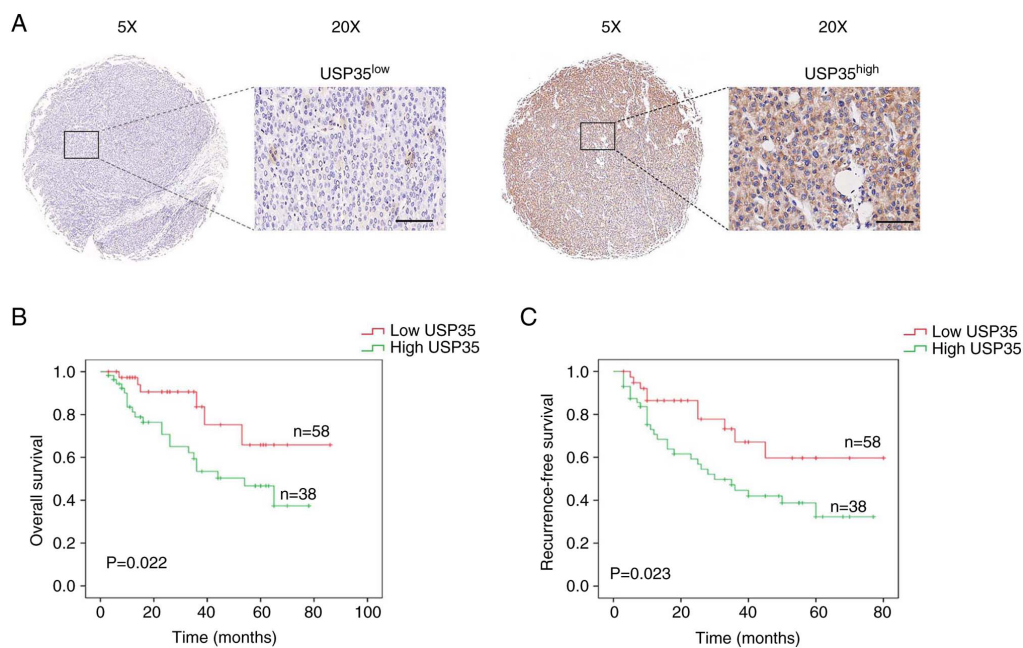 A
5X 20X 5X 20X
USP35low USP35high
B
Low USP35
High USP35
1.0
0.8
0.6
0.4
0.2
0.0
Overall survival
n=58
n=38
P=0.022
0 20 40 60 80 100
Time (months)
C
Low USP35
High USP35
1.0
0.8
0.6
0.4
0.2
0.0
Recurrence-free survival
n=58
n=38
P=0.023
0 20 40 60 80
Time (months)